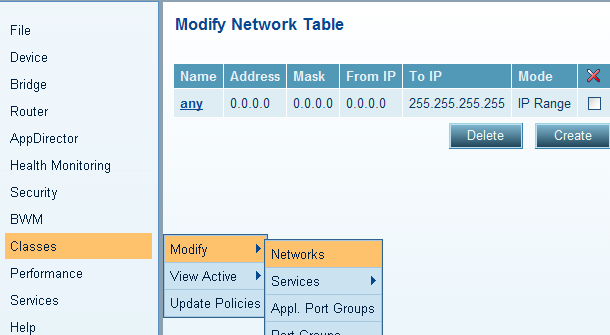 Modify Network Table
File
Device
Bridge
Router
AppDirector
Health Monitoring
Security
BWM
Classes
Performance
Services
Help
Name Address Mask From IP To IP Mode
any 0.0.0.0 0.0.0.0 0.0.0.0 255.255.255.255 IP Range
Delete Create
Modify
View Active
Update Policies
Networks
Services
Appl. Port Groups
Port Groups